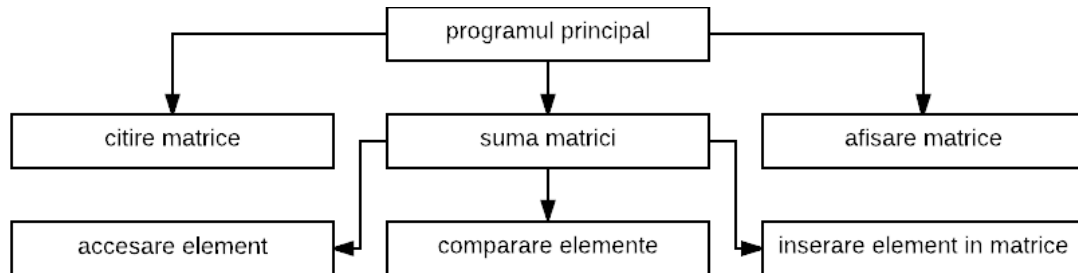 programul principal
citire matrice
suma matrici
afisare matrice
accesare element
comparare elemente
inserare element in matrice